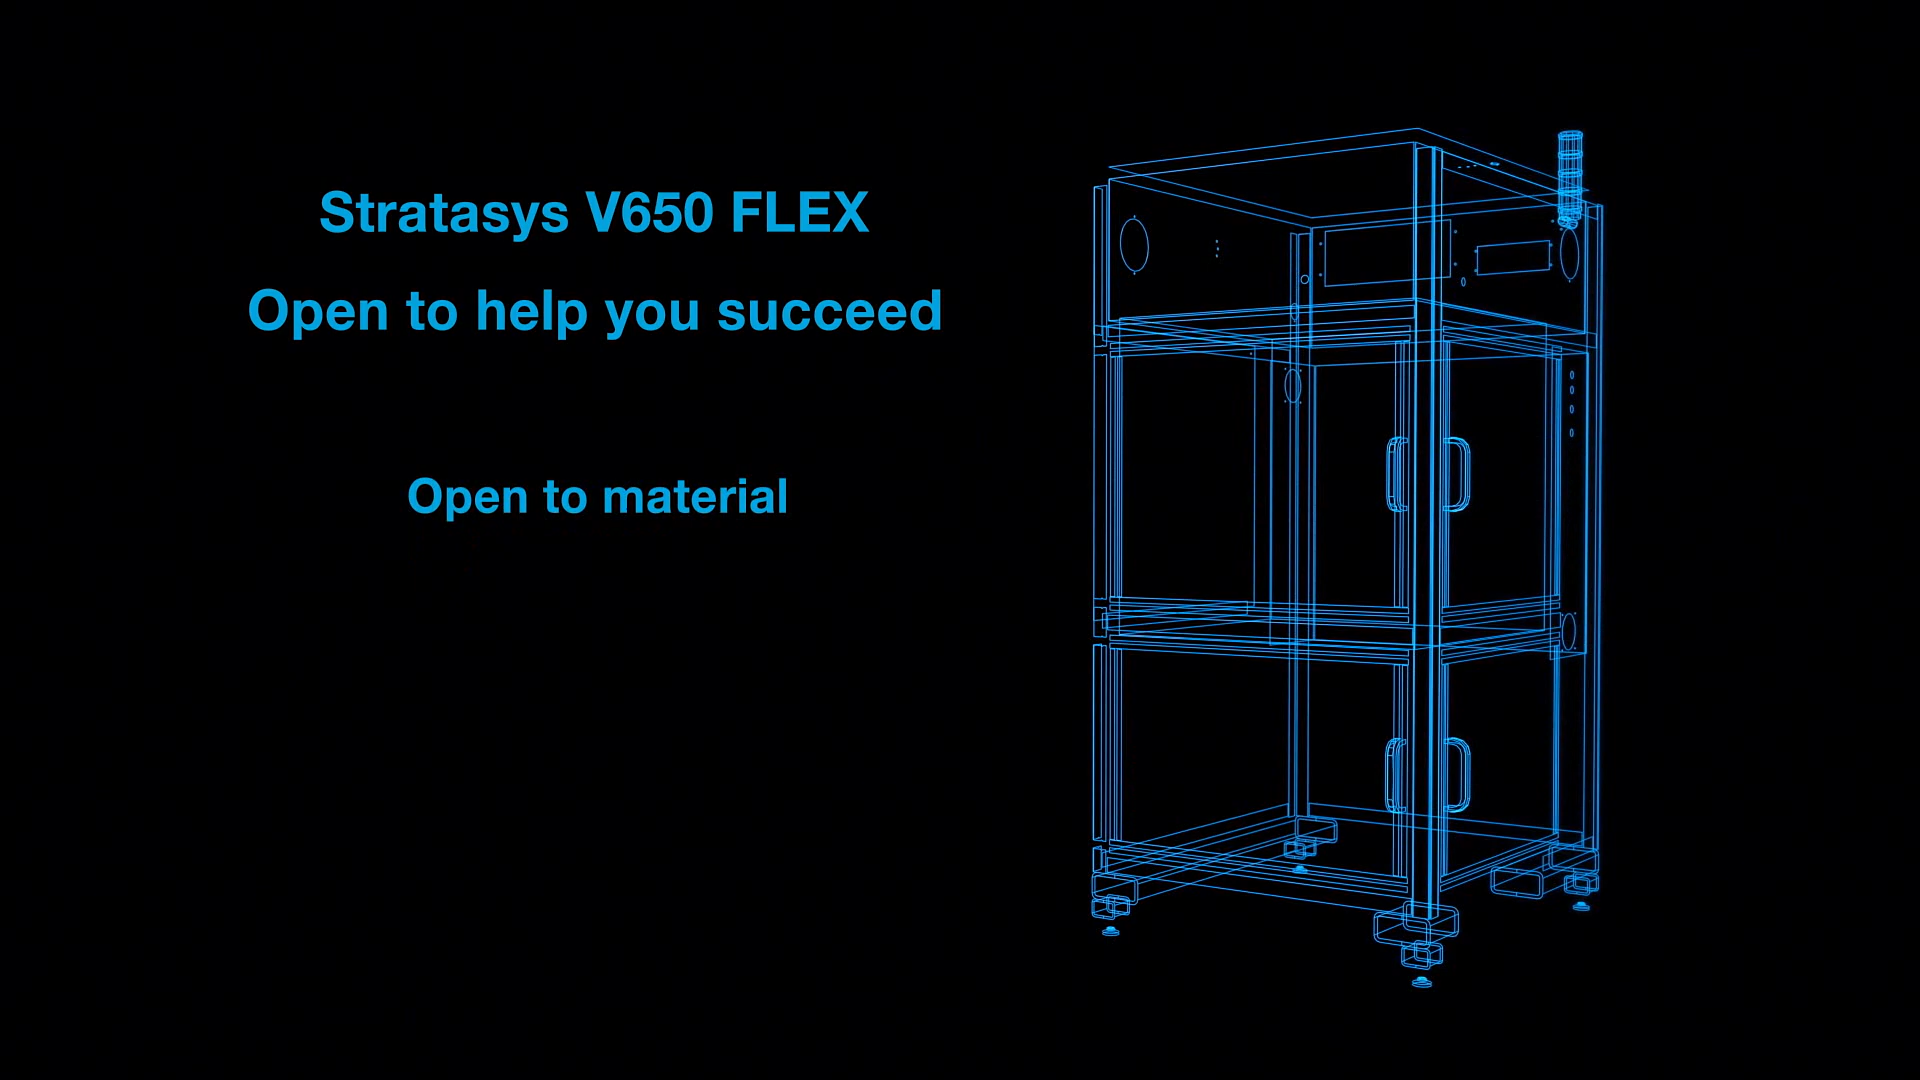 Stratasys V650 FLEX
Open to help you succeed
Open to material